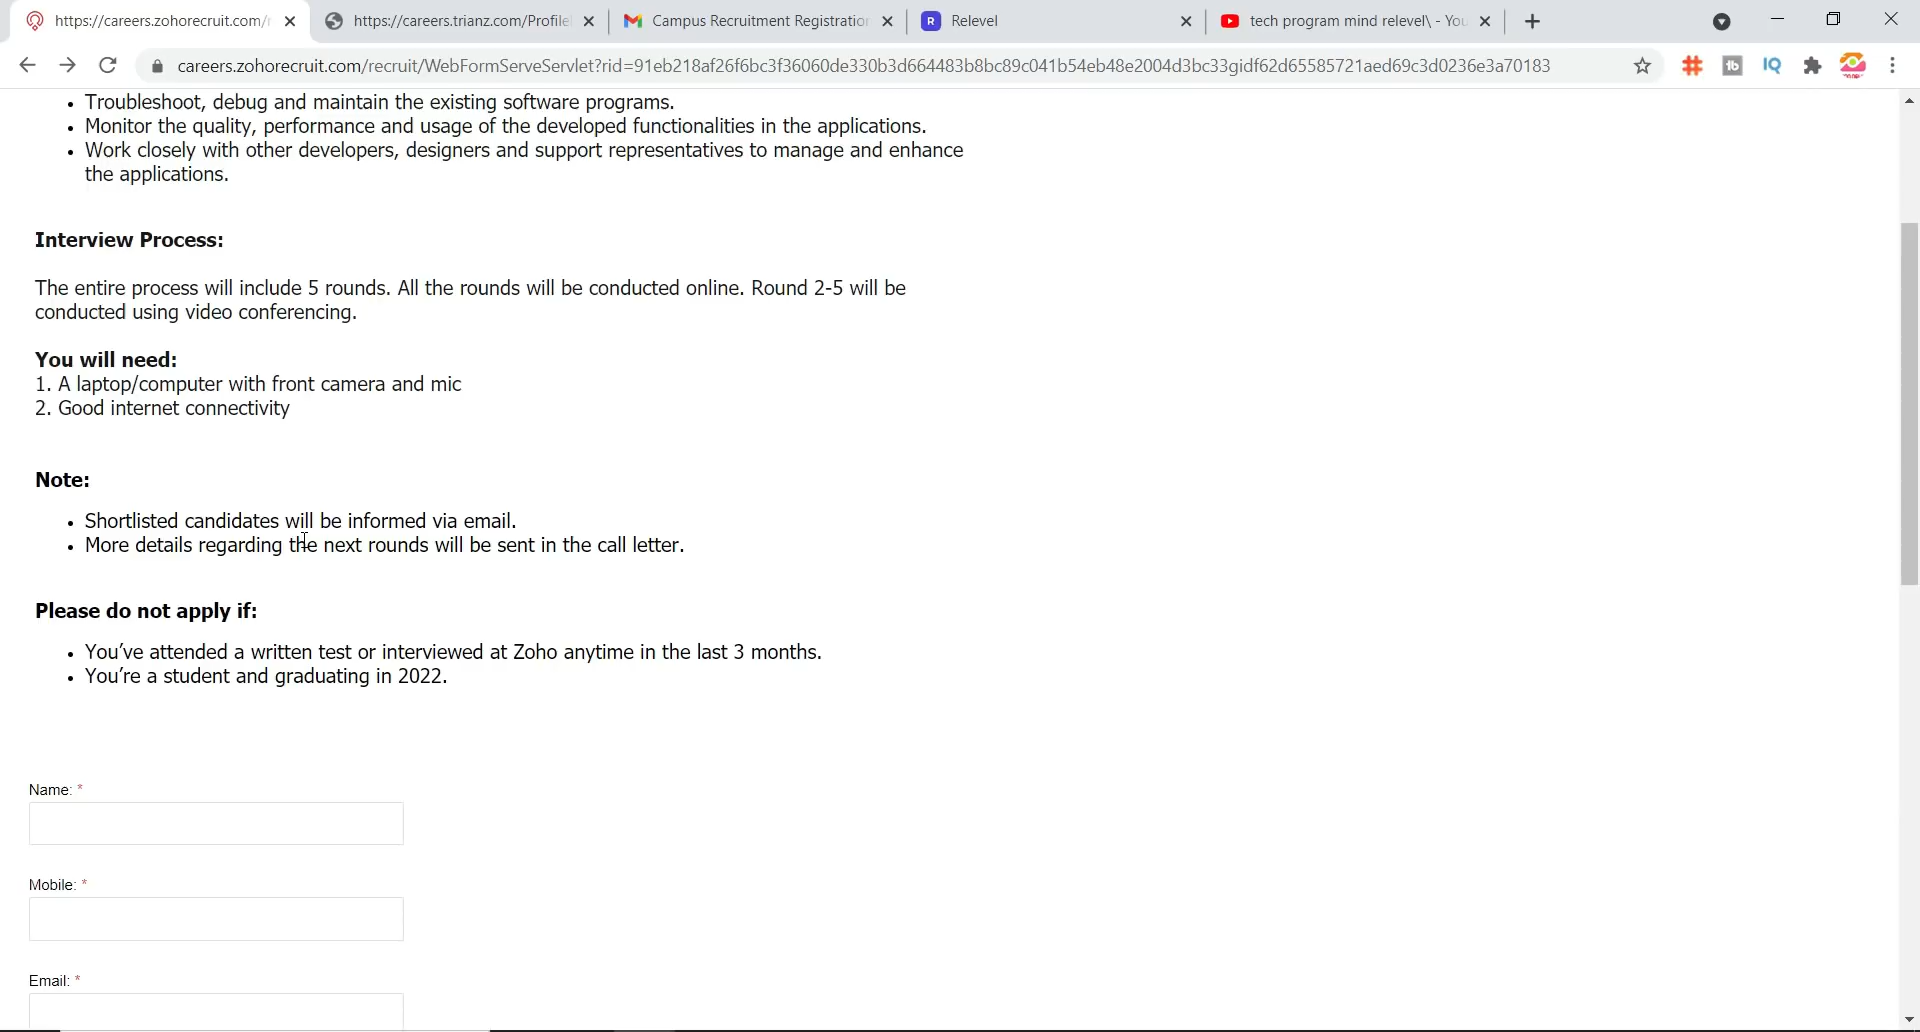 https://careers.zohorecruit.com/r
https://careers.trianz.com/Profile
Campus Recruitment Registration
Relevel
tech program mind relevel\ - You
careers.zohorecruit.com/recruit/WebFormServeServlet?rid=91eb218af26f6bc3f36060de330b3d664483b8bc89c041b54eb48e2004d3bc33gidf62d65585721aed69c3d0236e3a70183
• Troubleshoot, debug and maintain the existing software programs.
• Monitor the quality, performance and usage of the developed functionalities in the applications.
• Work closely with other developers, designers and support representatives to manage and enhance
the applications.
Interview Process:
The entire process will include 5 rounds. All the rounds will be conducted online. Round 2-5 will be
conducted using video conferencing.
You will need:
1. A laptop/computer with front camera and mic
2. Good internet connectivity
Note:
• Shortlisted candidates will be informed via email.
• More details regarding the next rounds will be sent in the call letter.
Please do not apply if:
• You’ve attended a written test or interviewed at Zoho anytime in the last 3 months.
• You’re a student and graduating in 2022.
Name: *
Mobile: *
Email: *